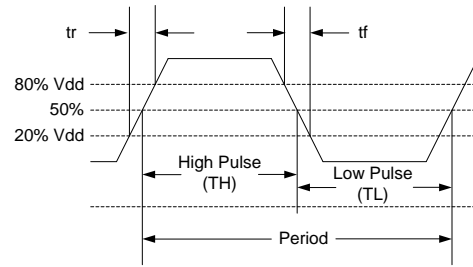 tr
tf
80% Vdd
50%
20% Vdd
High Pulse
(TH)
Low Pulse
(TL)
Period